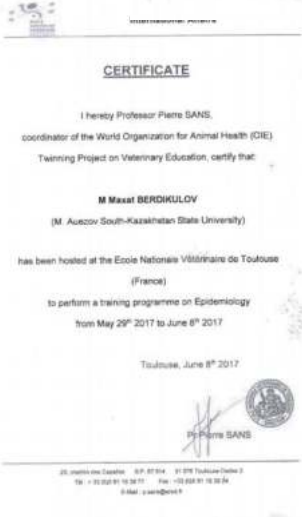 International Affairs
CERTIFICATE
I hereby Professor Pierre SANS,
coordinator of the World Organization for Animal Health (OIE)
Twinning Project on Veterinary Education, certify that:
M Maxat BERDIKULOV
(M. Auezov South-Kazakhstan State University)
has been hosted at the Ecole Nationale Vétérinaire de Toulouse
(France)
to perform a training programme on Epidemiology
from May 29th 2017 to June 8th 2017
Toulouse, June 8th 2017
Pr Pierre SANS